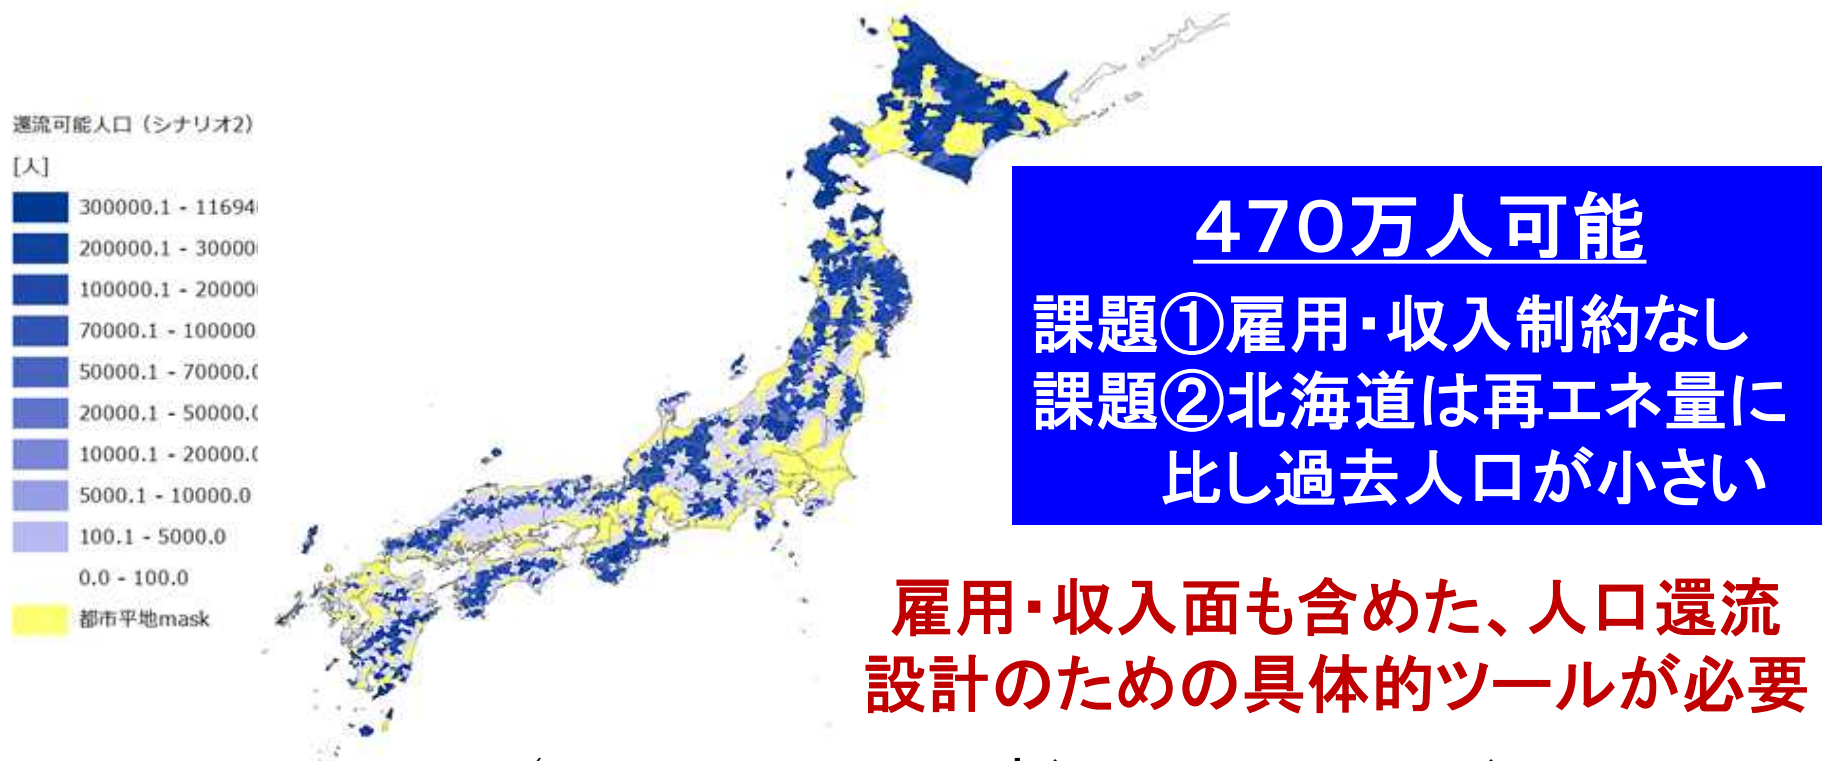 還流可能人口（シナリオ2）
[人]
300000.1 - 11694
200000.1 - 30000
100000.1 - 20000
70000.1 - 100000
50000.1 - 70000.0
20000.1 - 50000.0
10000.1 - 20000.0
5000.1 - 10000.0
100.1 - 5000.0
0.0 - 100.0
都市平地mask
４７０万人可能
課題①雇用・収入制約なし
課題②北海道は再エネ量に
比し過去人口が小さい
雇用・収入面も含めた、人口還流
設計のための具体的ツールが必要